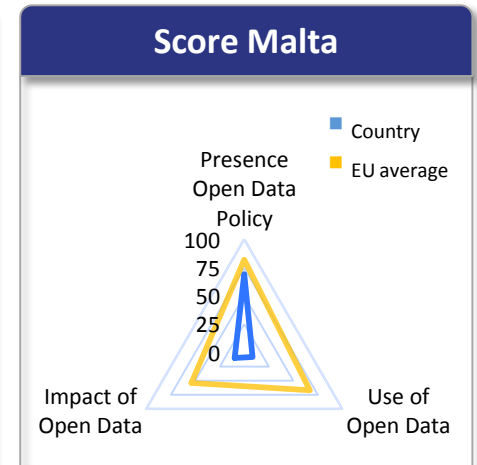 Score Malta
Country
EU average
Presence
Open Data
Policy
100
75
50
25
0
Impact of
Open Data
Use of
Open Data